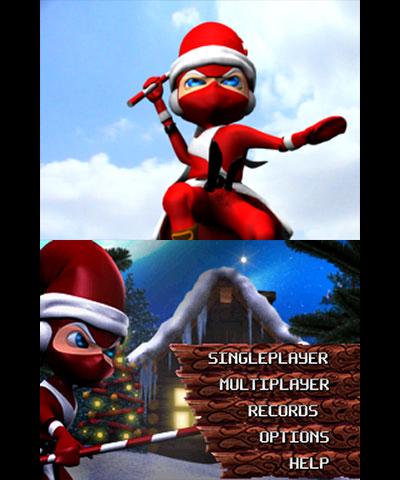 SINGLEPLAYER
MULTIPLAYER
RECORDS
OPTIONS
HELP